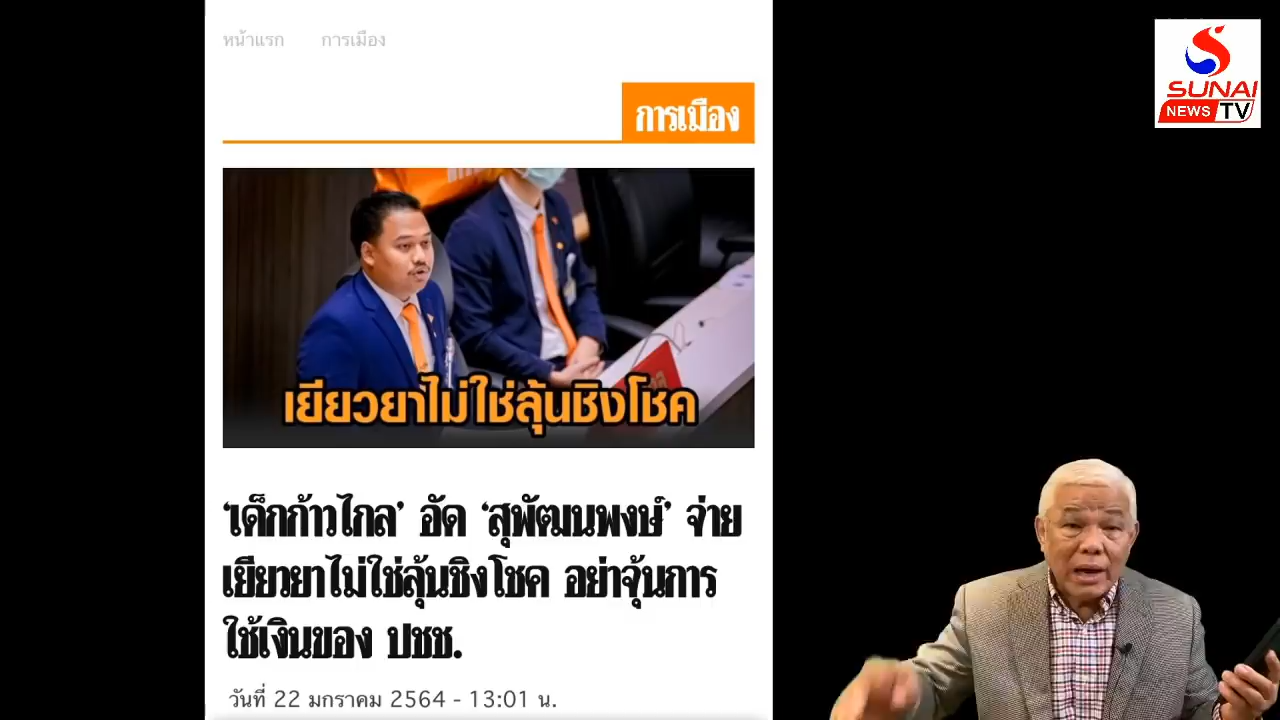 หน้าแรก การเมือง
การเมือง
เยียวยาไม่ใช่ลุ้นชิงโชค
‘เด็กก้าวไกล’ อัด ‘สุพัฒนพงษ์’ จ่าย
เยียวยาไม่ใช่ลุ้นชิงโชค อย่าจุ้นการ
ใช้เงินของ ปชช.
วันที่ 22 มกราคม 2564 - 13:01 น.
SUNAI
NEWS TV